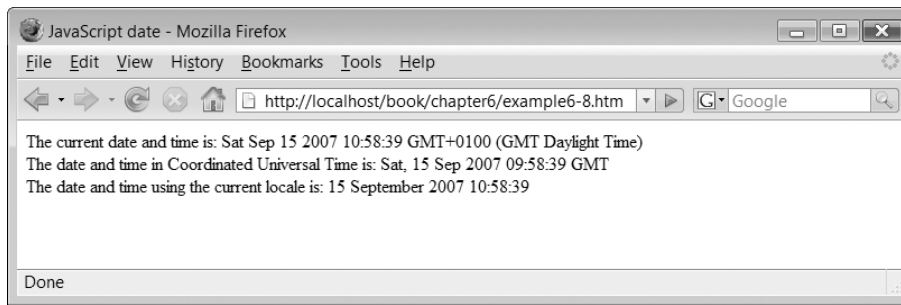 JavaScript date - Mozilla Firefox
File Edit View History Bookmarks Tools Help
http://localhost/book/chapter6/example6-8.htm G Google
The current date and time is: Sat Sep 15 2007 10:58:39 GMT+0100 (GMT Daylight Time)
The date and time in Coordinated Universal Time is: Sat, 15 Sep 2007 09:58:39 GMT
The date and time using the current locale is: 15 September 2007 10:58:39
Done